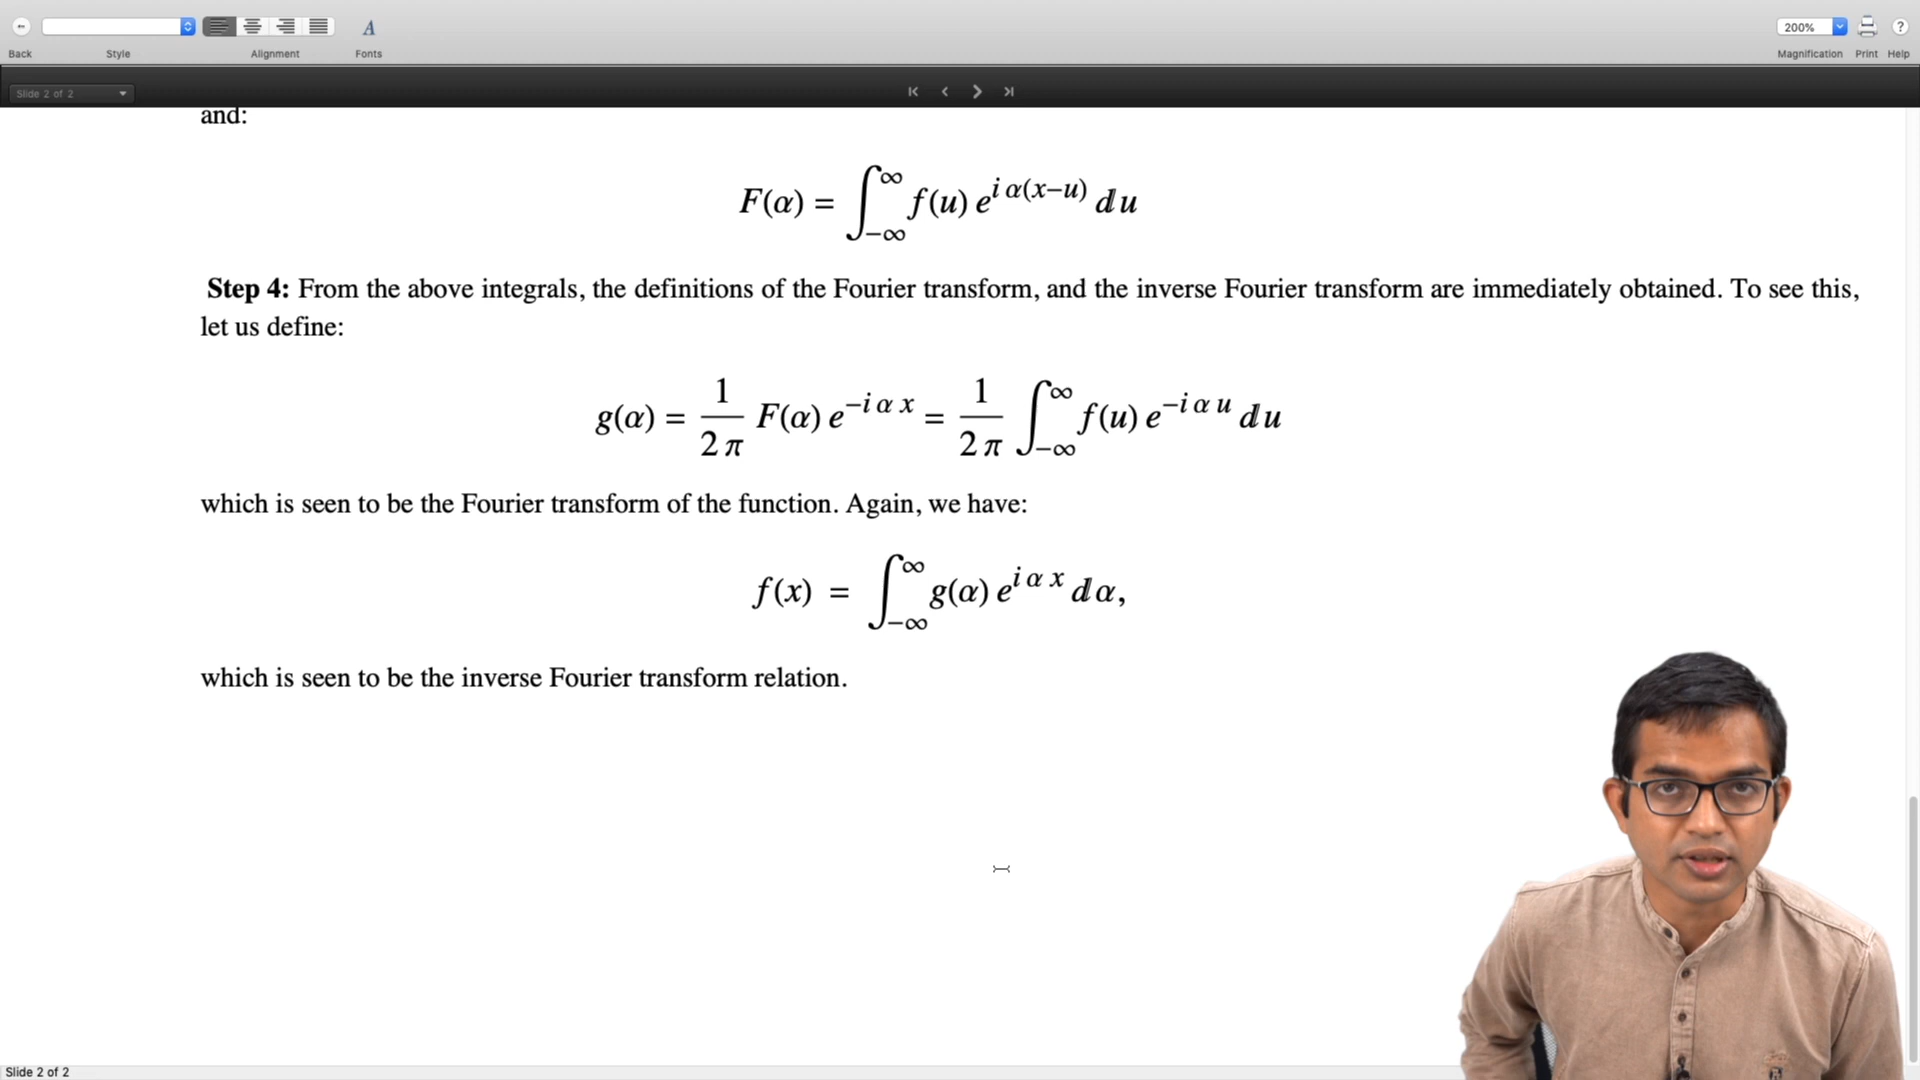 200%
Back Style Alignment Fonts Magnification Print Help
Slide 2 of 2
and:
F(α) = ∫_{−∞}^{∞} f(u) e^{i α(x−u)} du
Step 4: From the above integrals, the definitions of the Fourier transform, and the inverse Fourier transform are immediately obtained. To see this,
let us define:
g(α) = 1/(2 π) F(α) e^{−i α x} = 1/(2 π) ∫_{−∞}^{∞} f(u) e^{−i α u} du
which is seen to be the Fourier transform of the function. Again, we have:
f(x) = ∫_{−∞}^{∞} g(α) e^{i α x} dα,
which is seen to be the inverse Fourier transform relation.
Slide 2 of 2